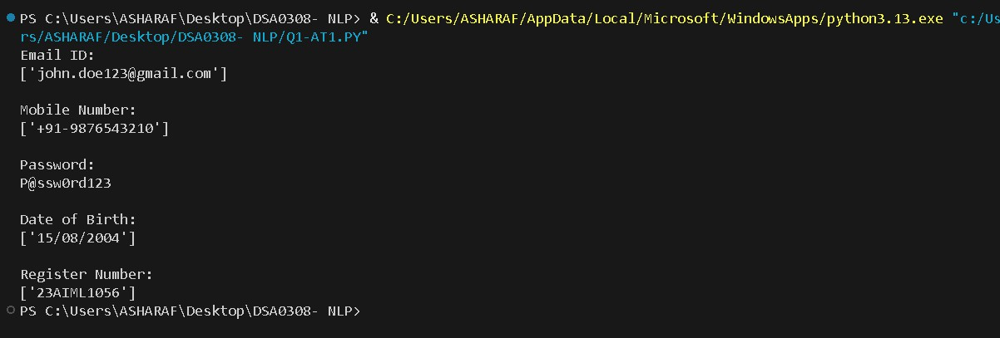 PS C:\Users\ASHARAF\Desktop\DSA0308- NLP> & C:/Users/ASHARAF/AppData/Local/Microsoft/WindowsApps/python3.13.exe "c:/Us
rs/ASHARAF/Desktop/DSA0308- NLP/Q1-AT1.PY"
Email ID:
['john.doe123@gmail.com']
Mobile Number:
['+91-9876543210']
Password:
P@ssw0rd123
Date of Birth:
['15/08/2004']
Register Number:
['23AIML1056']
PS C:\Users\ASHARAF\Desktop\DSA0308- NLP>